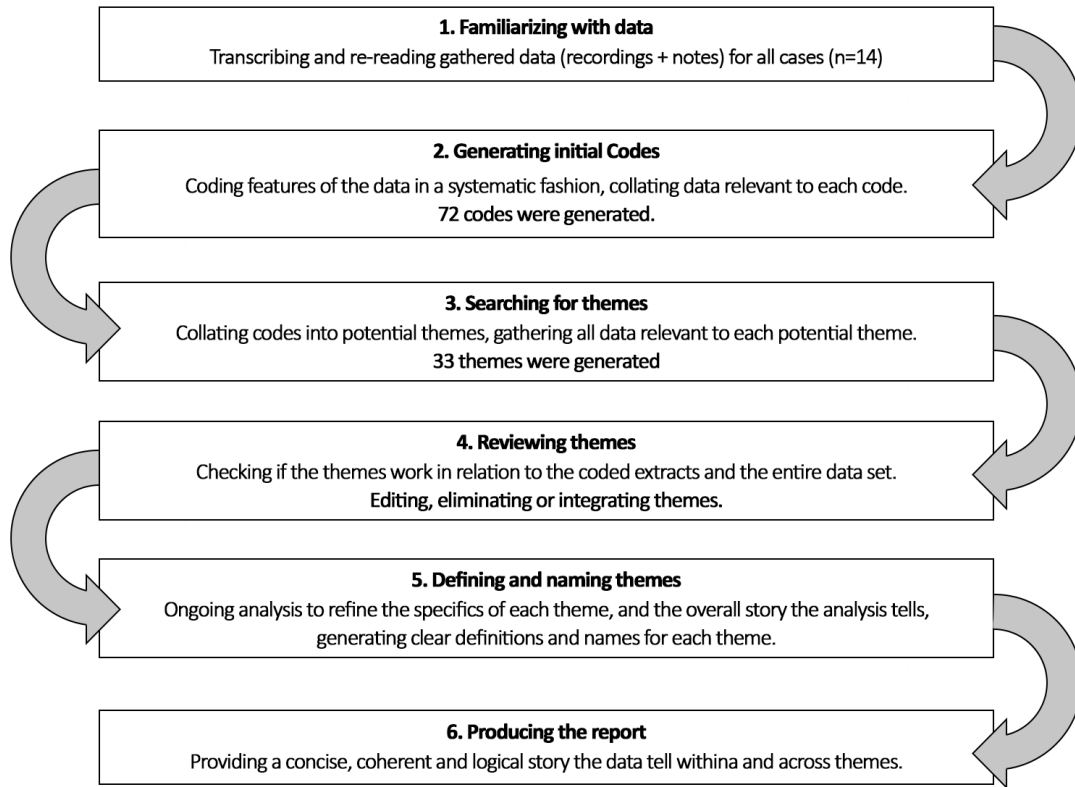 1. Familiarizing with data
Transcribing and re-reading gathered data (recordings + notes) for all cases (n=14)
2. Generating initial Codes
Coding features of the data in a systematic fashion, collating data relevant to each code.
72 codes were generated.
3. Searching for themes
Collating codes into potential themes, gathering all data relevant to each potential theme.
33 themes were generated
4. Reviewing themes
Checking if the themes work in relation to the coded extracts and the entire data set.
Editing, eliminating or integrating themes.
5. Defining and naming themes
Ongoing analysis to refine the specifics of each theme, and the overall story the analysis tells,
generating clear definitions and names for each theme.
6. Producing the report
Providing a concise, coherent and logical story the data tell withina and across themes.